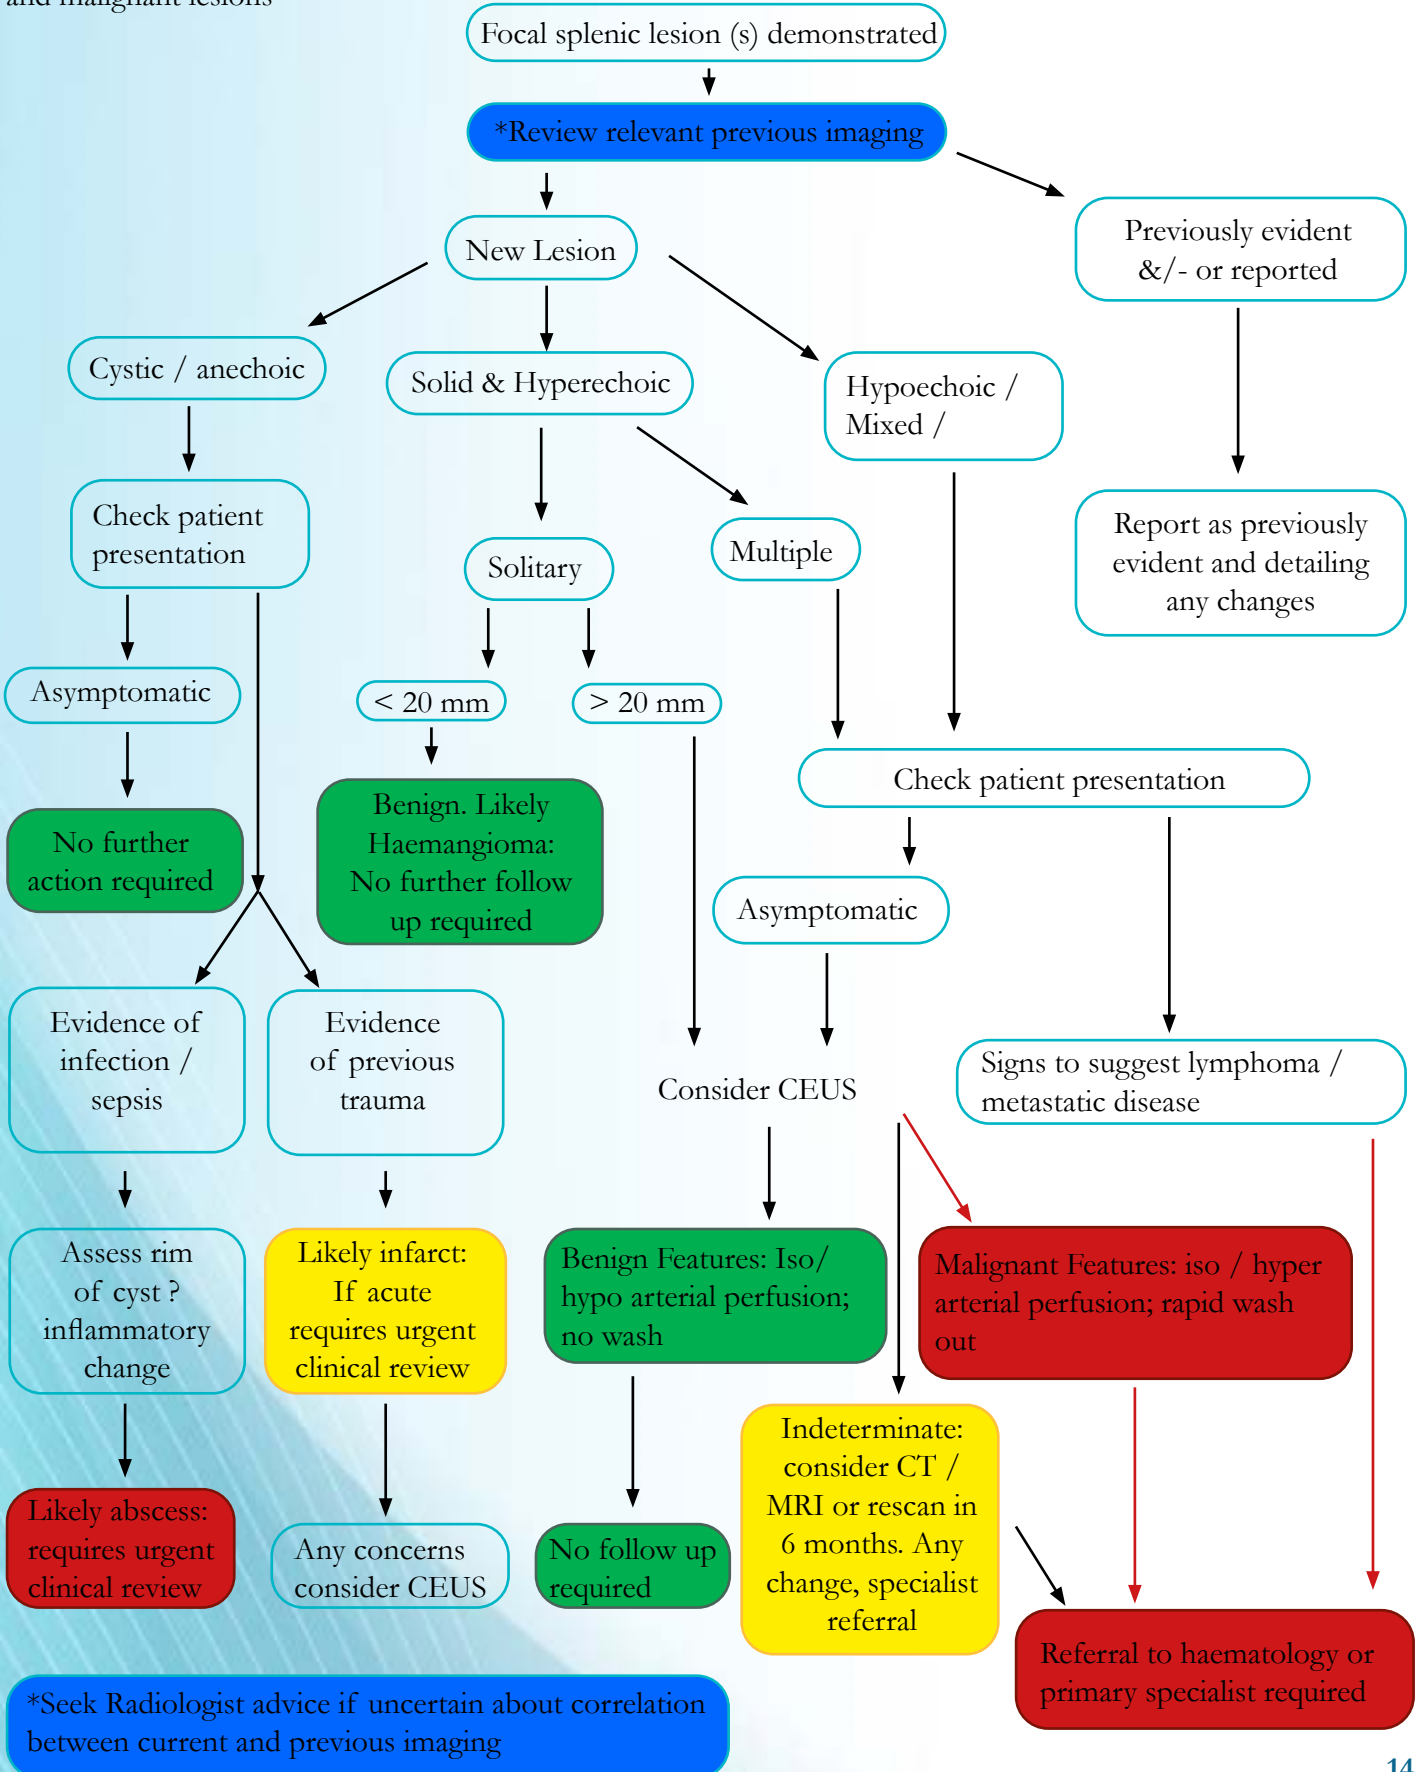 and malignant lesions
Focal splenic lesion (s) demonstrated
*Review relevant previous imaging
New Lesion
Previously evident
&/- or reported
Cystic / anechoic
Solid & Hyperechoic
Hypoechoic /
Mixed /
Check patient
presentation
Solitary
Multiple
Report as previously
evident and detailing
any changes
Asymptomatic
< 20 mm
> 20 mm
Check patient presentation
No further
action required
Benign. Likely
Haemangioma:
No further follow
up required
Asymptomatic
Evidence of
infection /
sepsis
Evidence
of previous
trauma
Consider CEUS
Signs to suggest lymphoma /
metastatic disease
Assess rim
of cyst ?
inflammatory
change
Likely infarct:
If acute
requires urgent
clinical review
Benign Features: Iso/
hypo arterial perfusion;
no wash
Malignant Features: iso / hyper
arterial perfusion; rapid wash
out
Indeterminate:
consider CT /
MRI or rescan in
6 months. Any
change, specialist
referral
Likely abscess:
requires urgent
clinical review
Any concerns
consider CEUS
No follow up
required
Referral to haematology or
primary specialist required
*Seek Radiologist advice if uncertain about correlation
between current and previous imaging
14